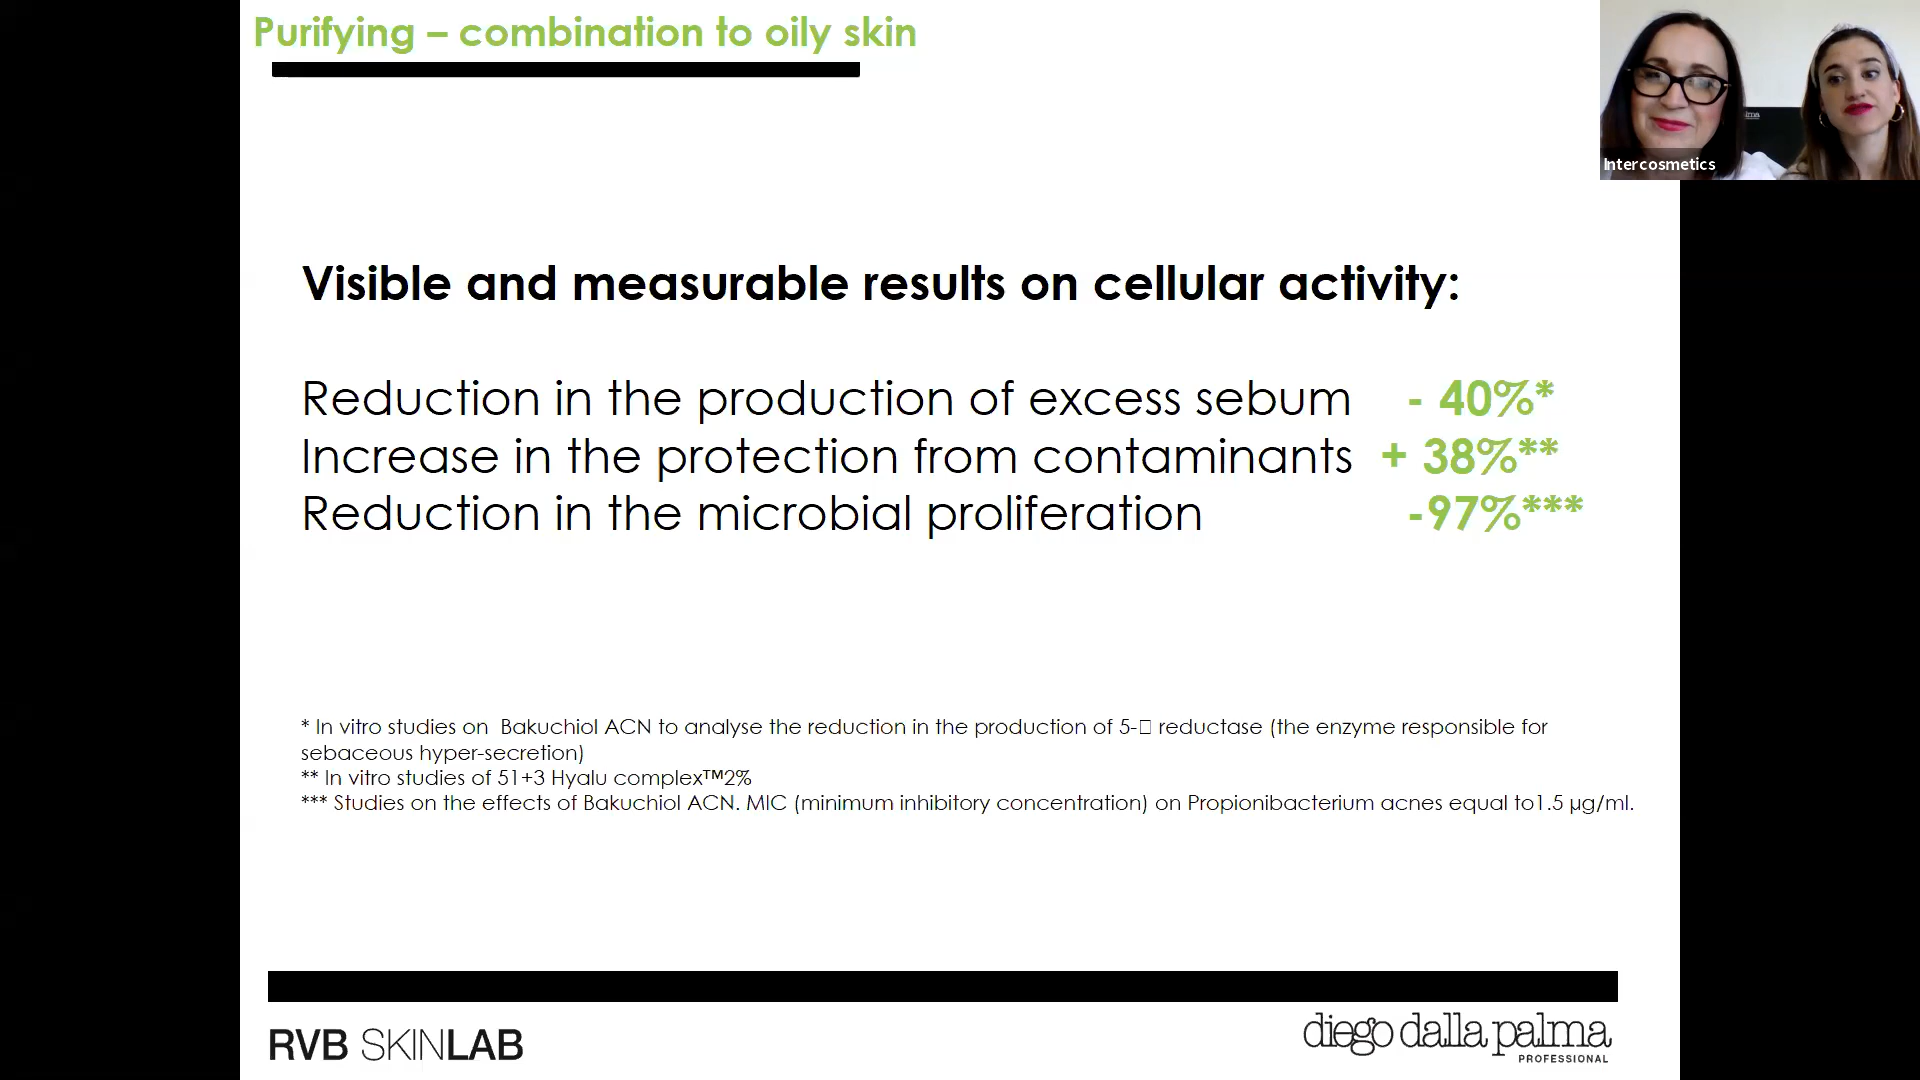 Purifying – combination to oily skin
Intercosmetics
Visible and measurable results on cellular activity:
Reduction in the production of excess sebum - 40%*
Increase in the protection from contaminants + 38%**
Reduction in the microbial proliferation -97%***
* In vitro studies on  Bakuchiol ACN to analyse the reduction in the production of 5-□ reductase (the enzyme responsible for
sebaceous hyper-secretion)
** In vitro studies of 51+3 Hyalu complex™2%
*** Studies on the effects of Bakuchiol ACN. MIC (minimum inhibitory concentration) on Propionibacterium acnes equal to1.5 µg/ml.
RVB SKINLAB
diego dalla palma
PROFESSIONAL